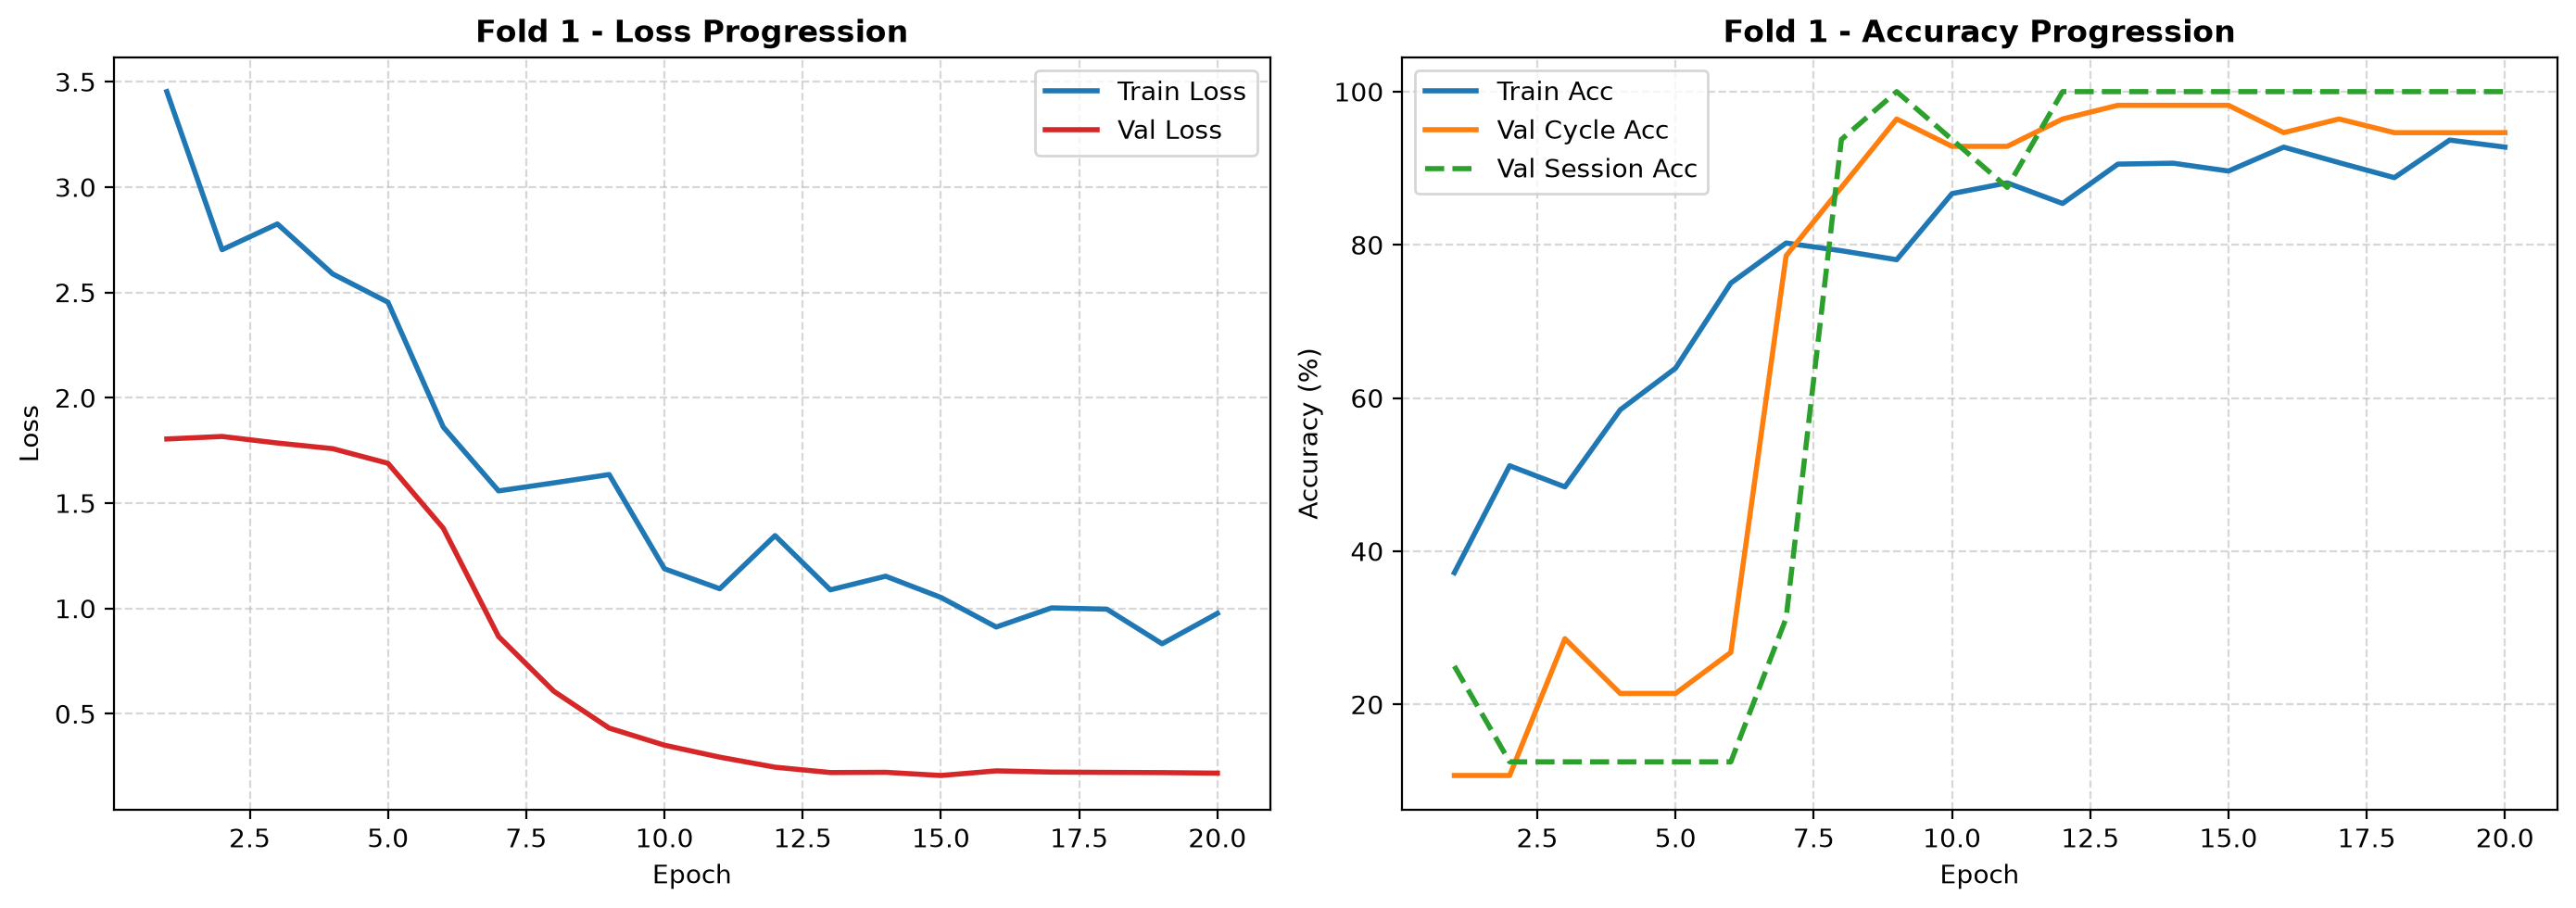 Fold 1 - Loss Progression
3.5
3.0
2.5
2.0
1.5
1.0
0.5
Loss
Train Loss
Val Loss
2.5 5.0 7.5 10.0 12.5 15.0 17.5 20.0
Epoch
Fold 1 - Accuracy Progression
100
80
60
40
20
Accuracy (%)
Train Acc
Val Cycle Acc
Val Session Acc
2.5 5.0 7.5 10.0 12.5 15.0 17.5 20.0
Epoch